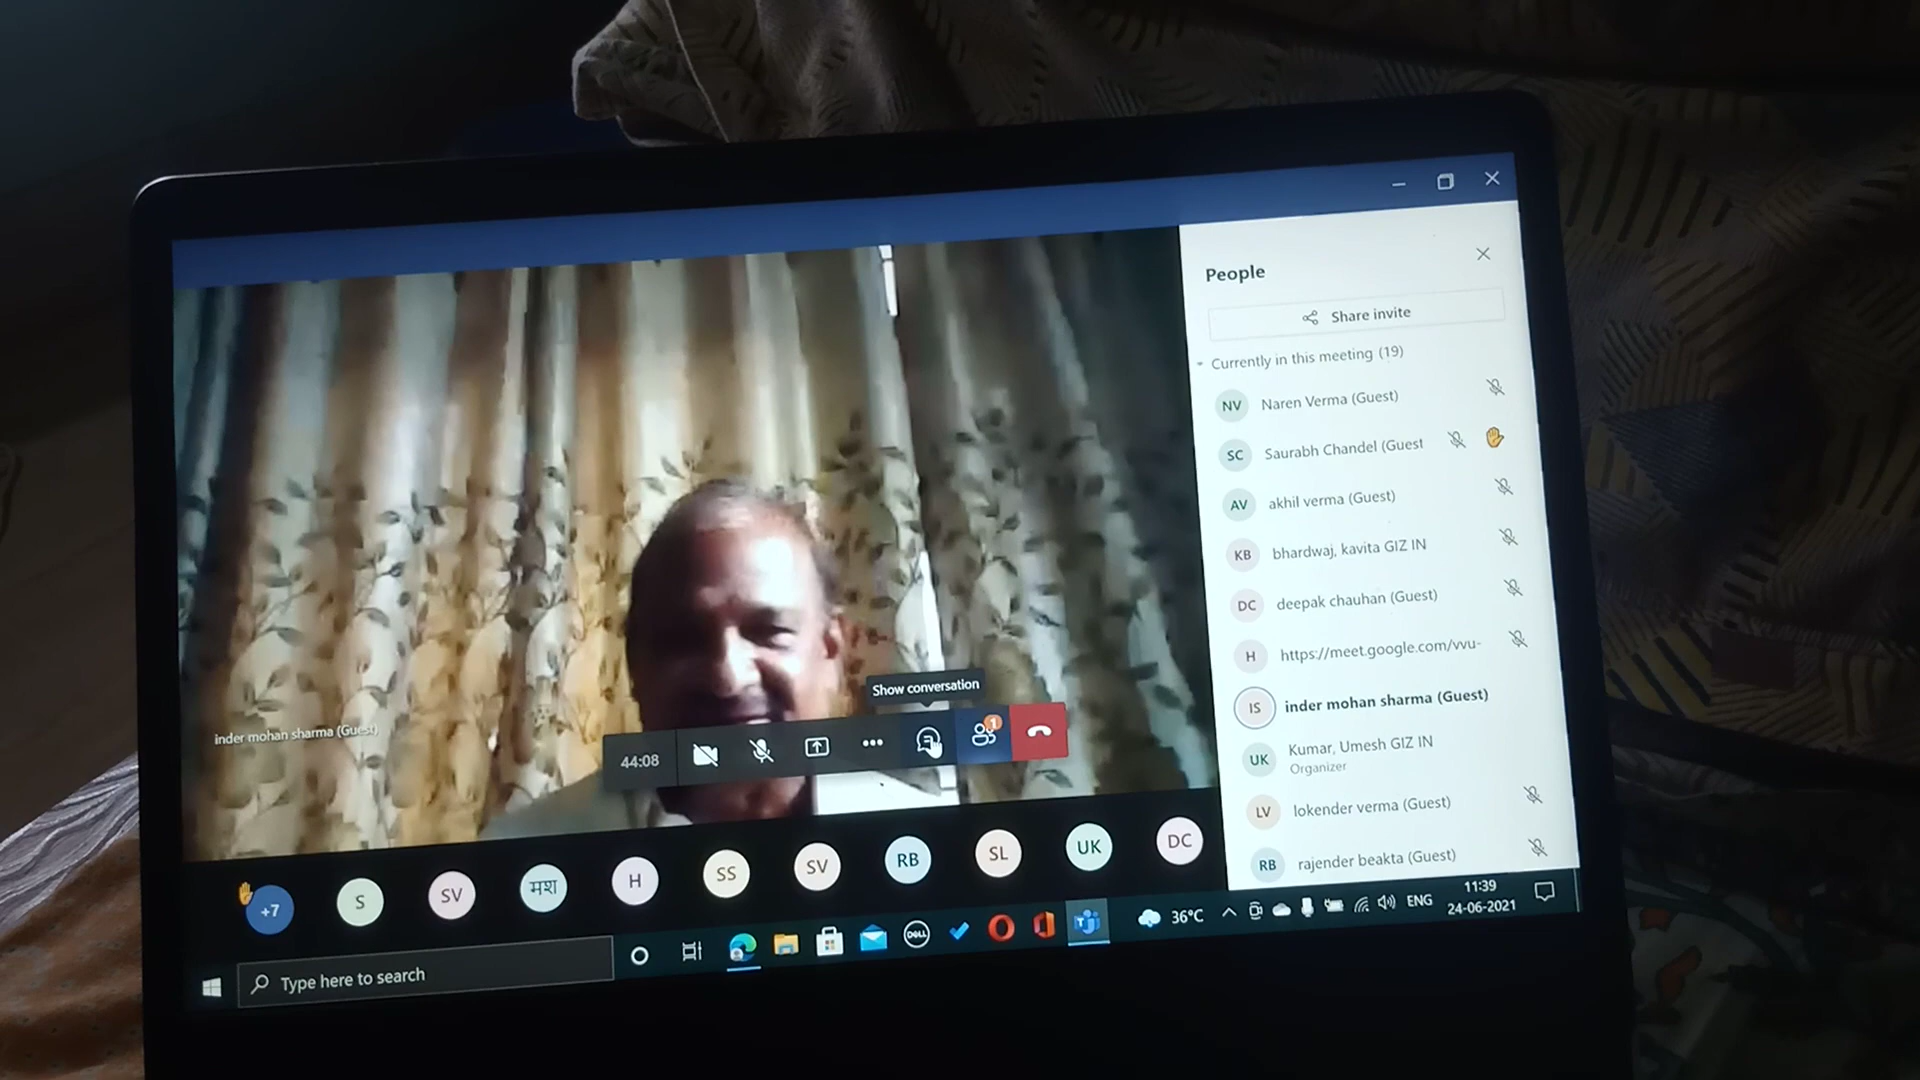 People
Share invite
Currently in this meeting (19)
NV Naren Verma (Guest)
SC Saurabh Chandel (Guest
AV akhil verma (Guest)
KB bhardwaj, kavita GIZ IN
DC deepak chauhan (Guest)
H https://meet.google.com/vvu-
IS inder mohan sharma (Guest)
UK Kumar, Umesh GIZ IN
Organizer
LV lokender verma (Guest)
RB rajender beakta (Guest)
Show conversation
inder mohan sharma (Guest)
44:08
1
+7 S SV मश H SS SV RB SL UK DC
Type here to search
DELL
T
36°C
ENG
11:39
24-06-2021